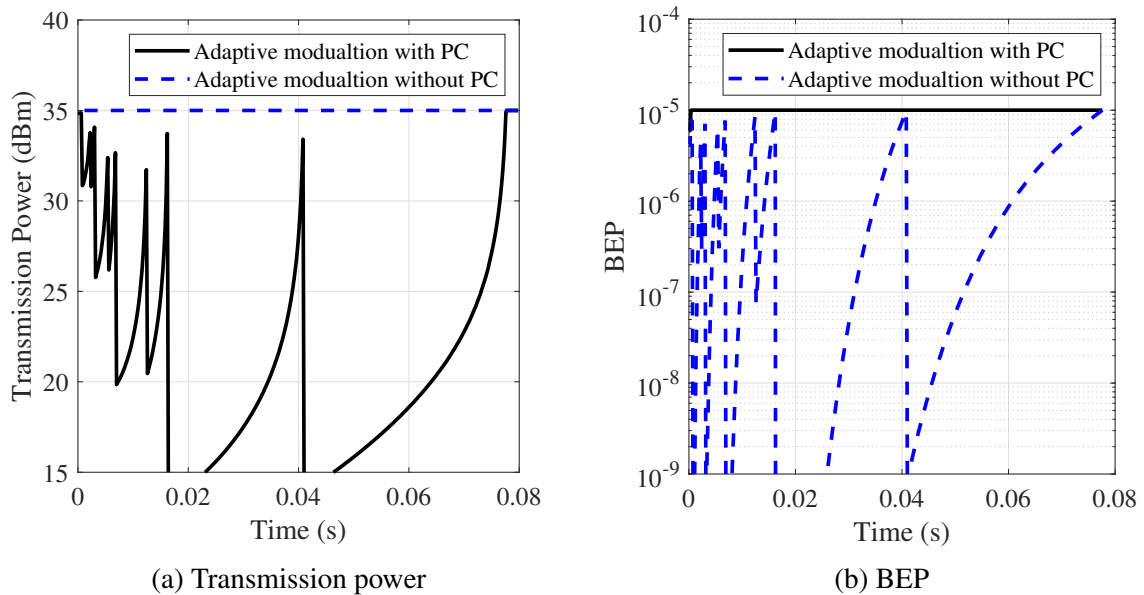 40
35
30
25
20
15
Transmission Power (dBm)
0
0.02
0.04
0.06
0.08
Time (s)
Adaptive modualtion with PC
Adaptive modualtion without PC
(a) Transmission power
10-4
10-5
10-6
10-7
10-8
10-9
BEP
0
0.02
0.04
0.06
0.08
Time (s)
Adaptive modualtion with PC
Adaptive modualtion without PC
(b) BEP